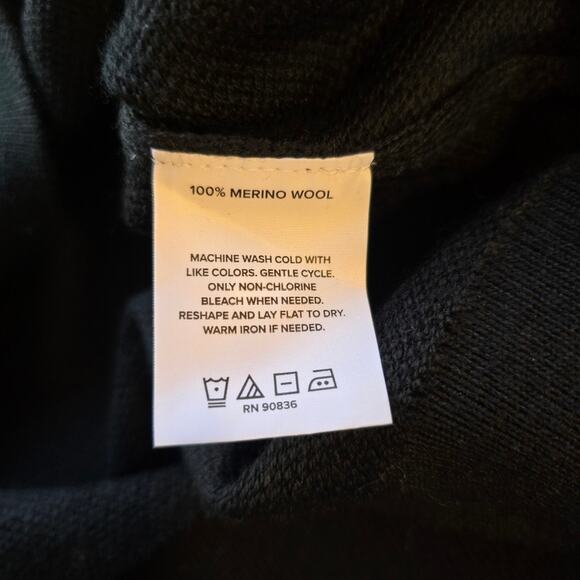 100% MERINO WOOL
MACHINE WASH COLD WITH
LIKE COLORS. GENTLE CYCLE.
ONLY NON-CHLORINE
BLEACH WHEN NEEDED.
RESHAPE AND LAY FLAT TO DRY.
WARM IRON IF NEEDED.
RN 90836